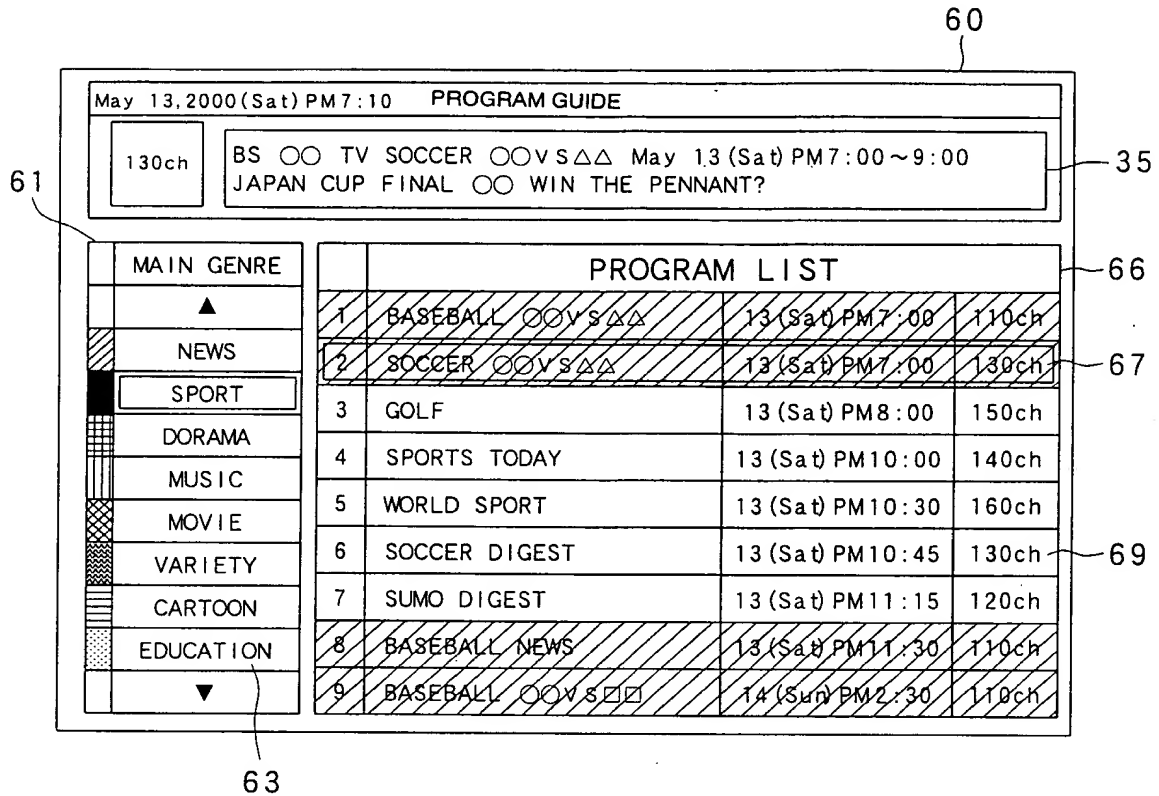 60
May 13,2000(Sat)PM7:10 PROGRAM GUIDE
130ch
BS ○○ TV SOCCER ○○VS△△ May 13(Sat)PM7:00~9:00
JAPAN CUP FINAL ○○ WIN THE PENNANT?
35
61
MAIN GENRE
▲
NEWS
SPORT
DORAMA
MUSIC
MOVIE
VARIETY
CARTOON
EDUCATION
▼
63
PROGRAM LIST
66
1 BASEBALL ○○VS△△ 13(Sat)PM7:00 110ch
2 SOCCER ○○VS△△ 13(Sat)PM7:00 130ch
67
3 GOLF 13(Sat)PM8:00 150ch
4 SPORTS TODAY 13(Sat)PM10:00 140ch
5 WORLD SPORT 13(Sat)PM10:30 160ch
6 SOCCER DIGEST 13(Sat)PM10:45 130ch
69
7 SUMO DIGEST 13(Sat)PM11:15 120ch
8 BASEBALL NEWS 13(Sat)PM11:30 110ch
9 BASEBALL ○○VS□□ 14(Sun)PM2:30 110ch